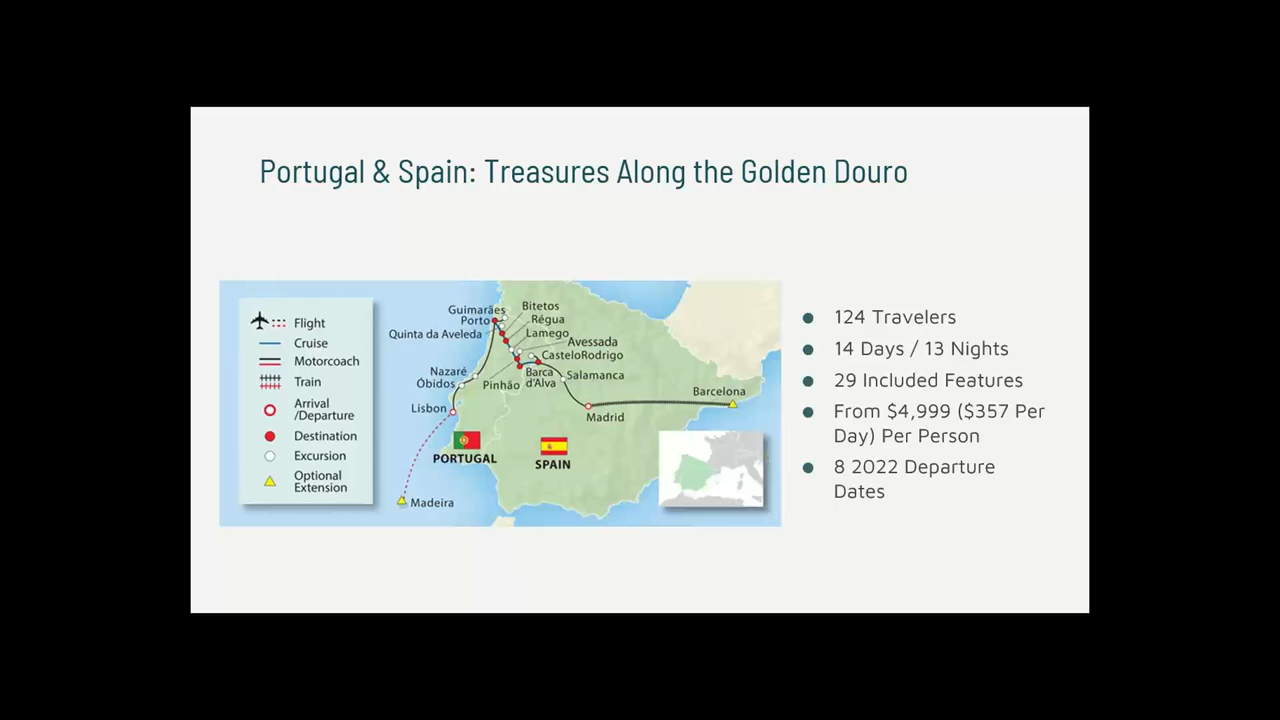 Portugal & Spain: Treasures Along the Golden Douro
Flight
Cruise
Motorcoach
Train
Arrival
/Departure
Destination
Excursion
Optional
Extension
Guimarães
Bitetos
Porto
Régua
Quinta da Aveleda
Lamego
Avessada
CasteloRodrigo
Nazaré
Óbidos
Pinhão
Barca
d'Alva
Salamanca
Barcelona
Lisbon
Madrid
PORTUGAL
SPAIN
Madeira
124 Travelers
14 Days / 13 Nights
29 Included Features
From $4,999 ($357 Per
Day) Per Person
8 2022 Departure
Dates